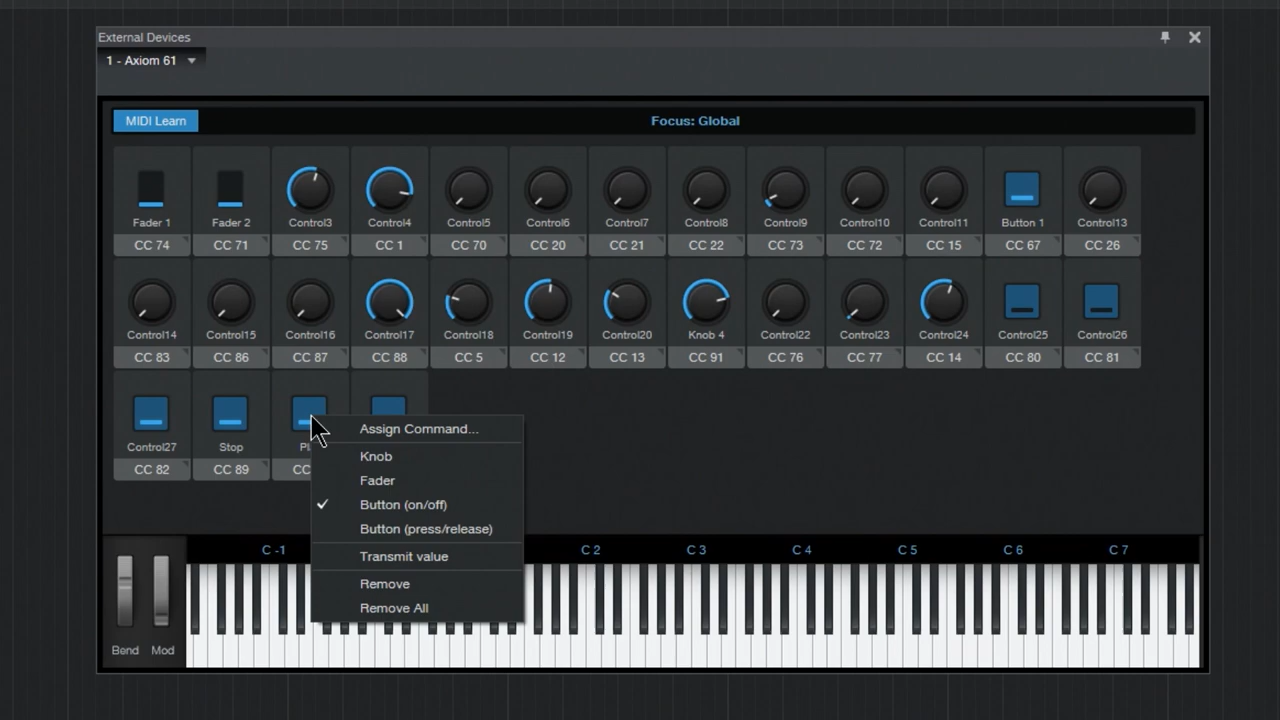 External Devices
1 - Axiom 61
MIDI Learn
Focus: Global
Fader 1 Fader 2 Control3 Control4 Control5 Control6 Control7 Control8 Control9 Control10 Control11 Button 1 Control13
CC 74 CC 71 CC 75 CC 1 CC 70 CC 20 CC 21 CC 22 CC 73 CC 72 CC 15 CC 67 CC 26
Control14 Control15 Control16 Control17 Control18 Control19 Control20 Knob 4 Control22 Control23 Control24 Control25 Control26
CC 83 CC 86 CC 87 CC 88 CC 5 CC 12 CC 13 CC 91 CC 76 CC 77 CC 14 CC 80 CC 81
Control27 Stop
CC 82 CC 89 CC
Assign Command...
Knob
Fader
Button (on/off)
Button (press/release)
Transmit value
Remove
Remove All
C -1 C 2 C 3 C 4 C 5 C 6 C 7
Bend Mod